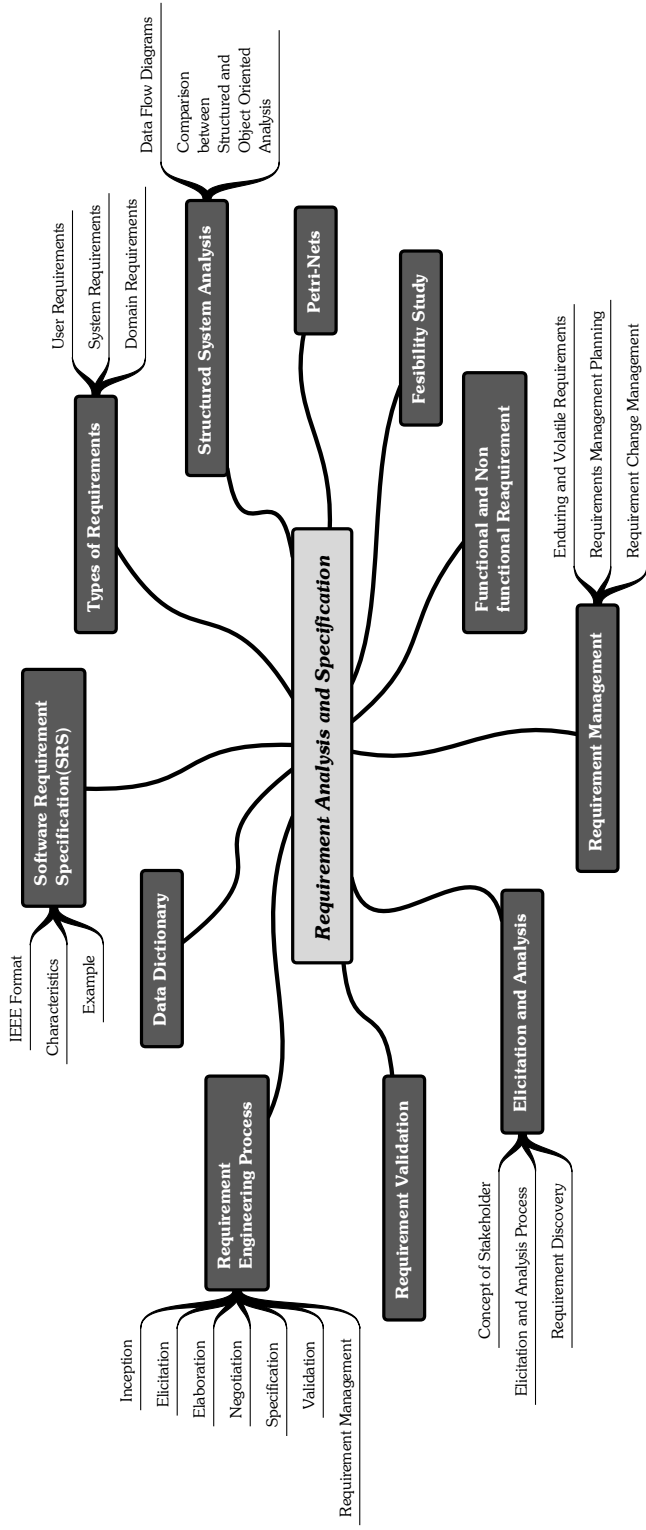 Inception
Elicitation
Elaboration
Negotiation
Specification
Validation
Requirement Management
Requirement
Engineering Process
IEEE Format
Characteristics
Example
Software Requirement
Specification(SRS)
Data Dictionary
User Requirements
System Requirements
Domain Requirements
Types of Requirements
Data Flow Diagrams
Comparison
between
Structured and
Object Oriented
Analysis
Structured System Analysis
Requirement Analysis and Specification
Petri-Nets
Fesibility Study
Functional and Non
functional Reaquirement
Enduring and Volatile Requirements
Requirements Management Planning
Requirement Change Management
Requirement Management
Requirement Validation
Elicitation and Analysis
Concept of Stakeholder
Elicitation and Analysis Process
Requirement Discovery